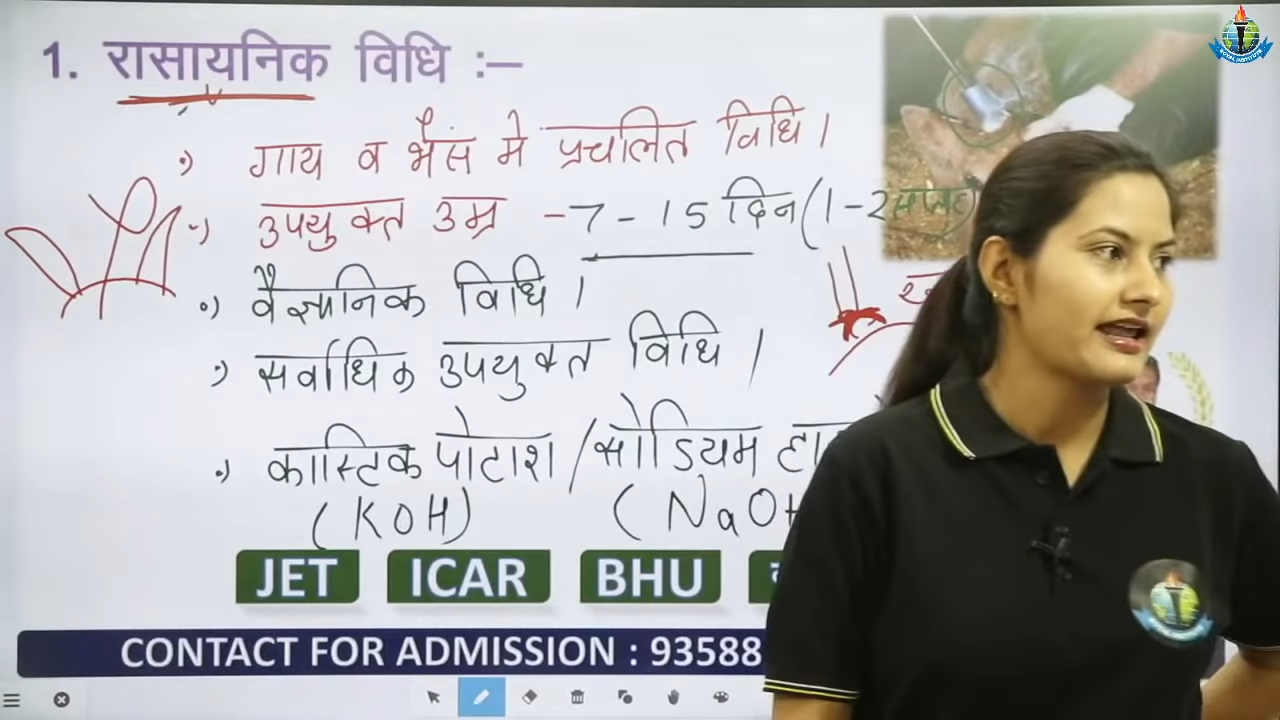 1. रासायनिक विधि :–
गाय व भैंस मे प्रचलित विधि ।
उपयुक्त उम्र – 7 - 15 दिन (1-2 सप्ताह)
वैज्ञानिक विधि ।
सर्वाधिक उपयुक्त विधि ।
कास्टिक पोटाश / सोडियम
(KOH) (NaOH
JET ICAR BHU
CONTACT FOR ADMISSION : 93588